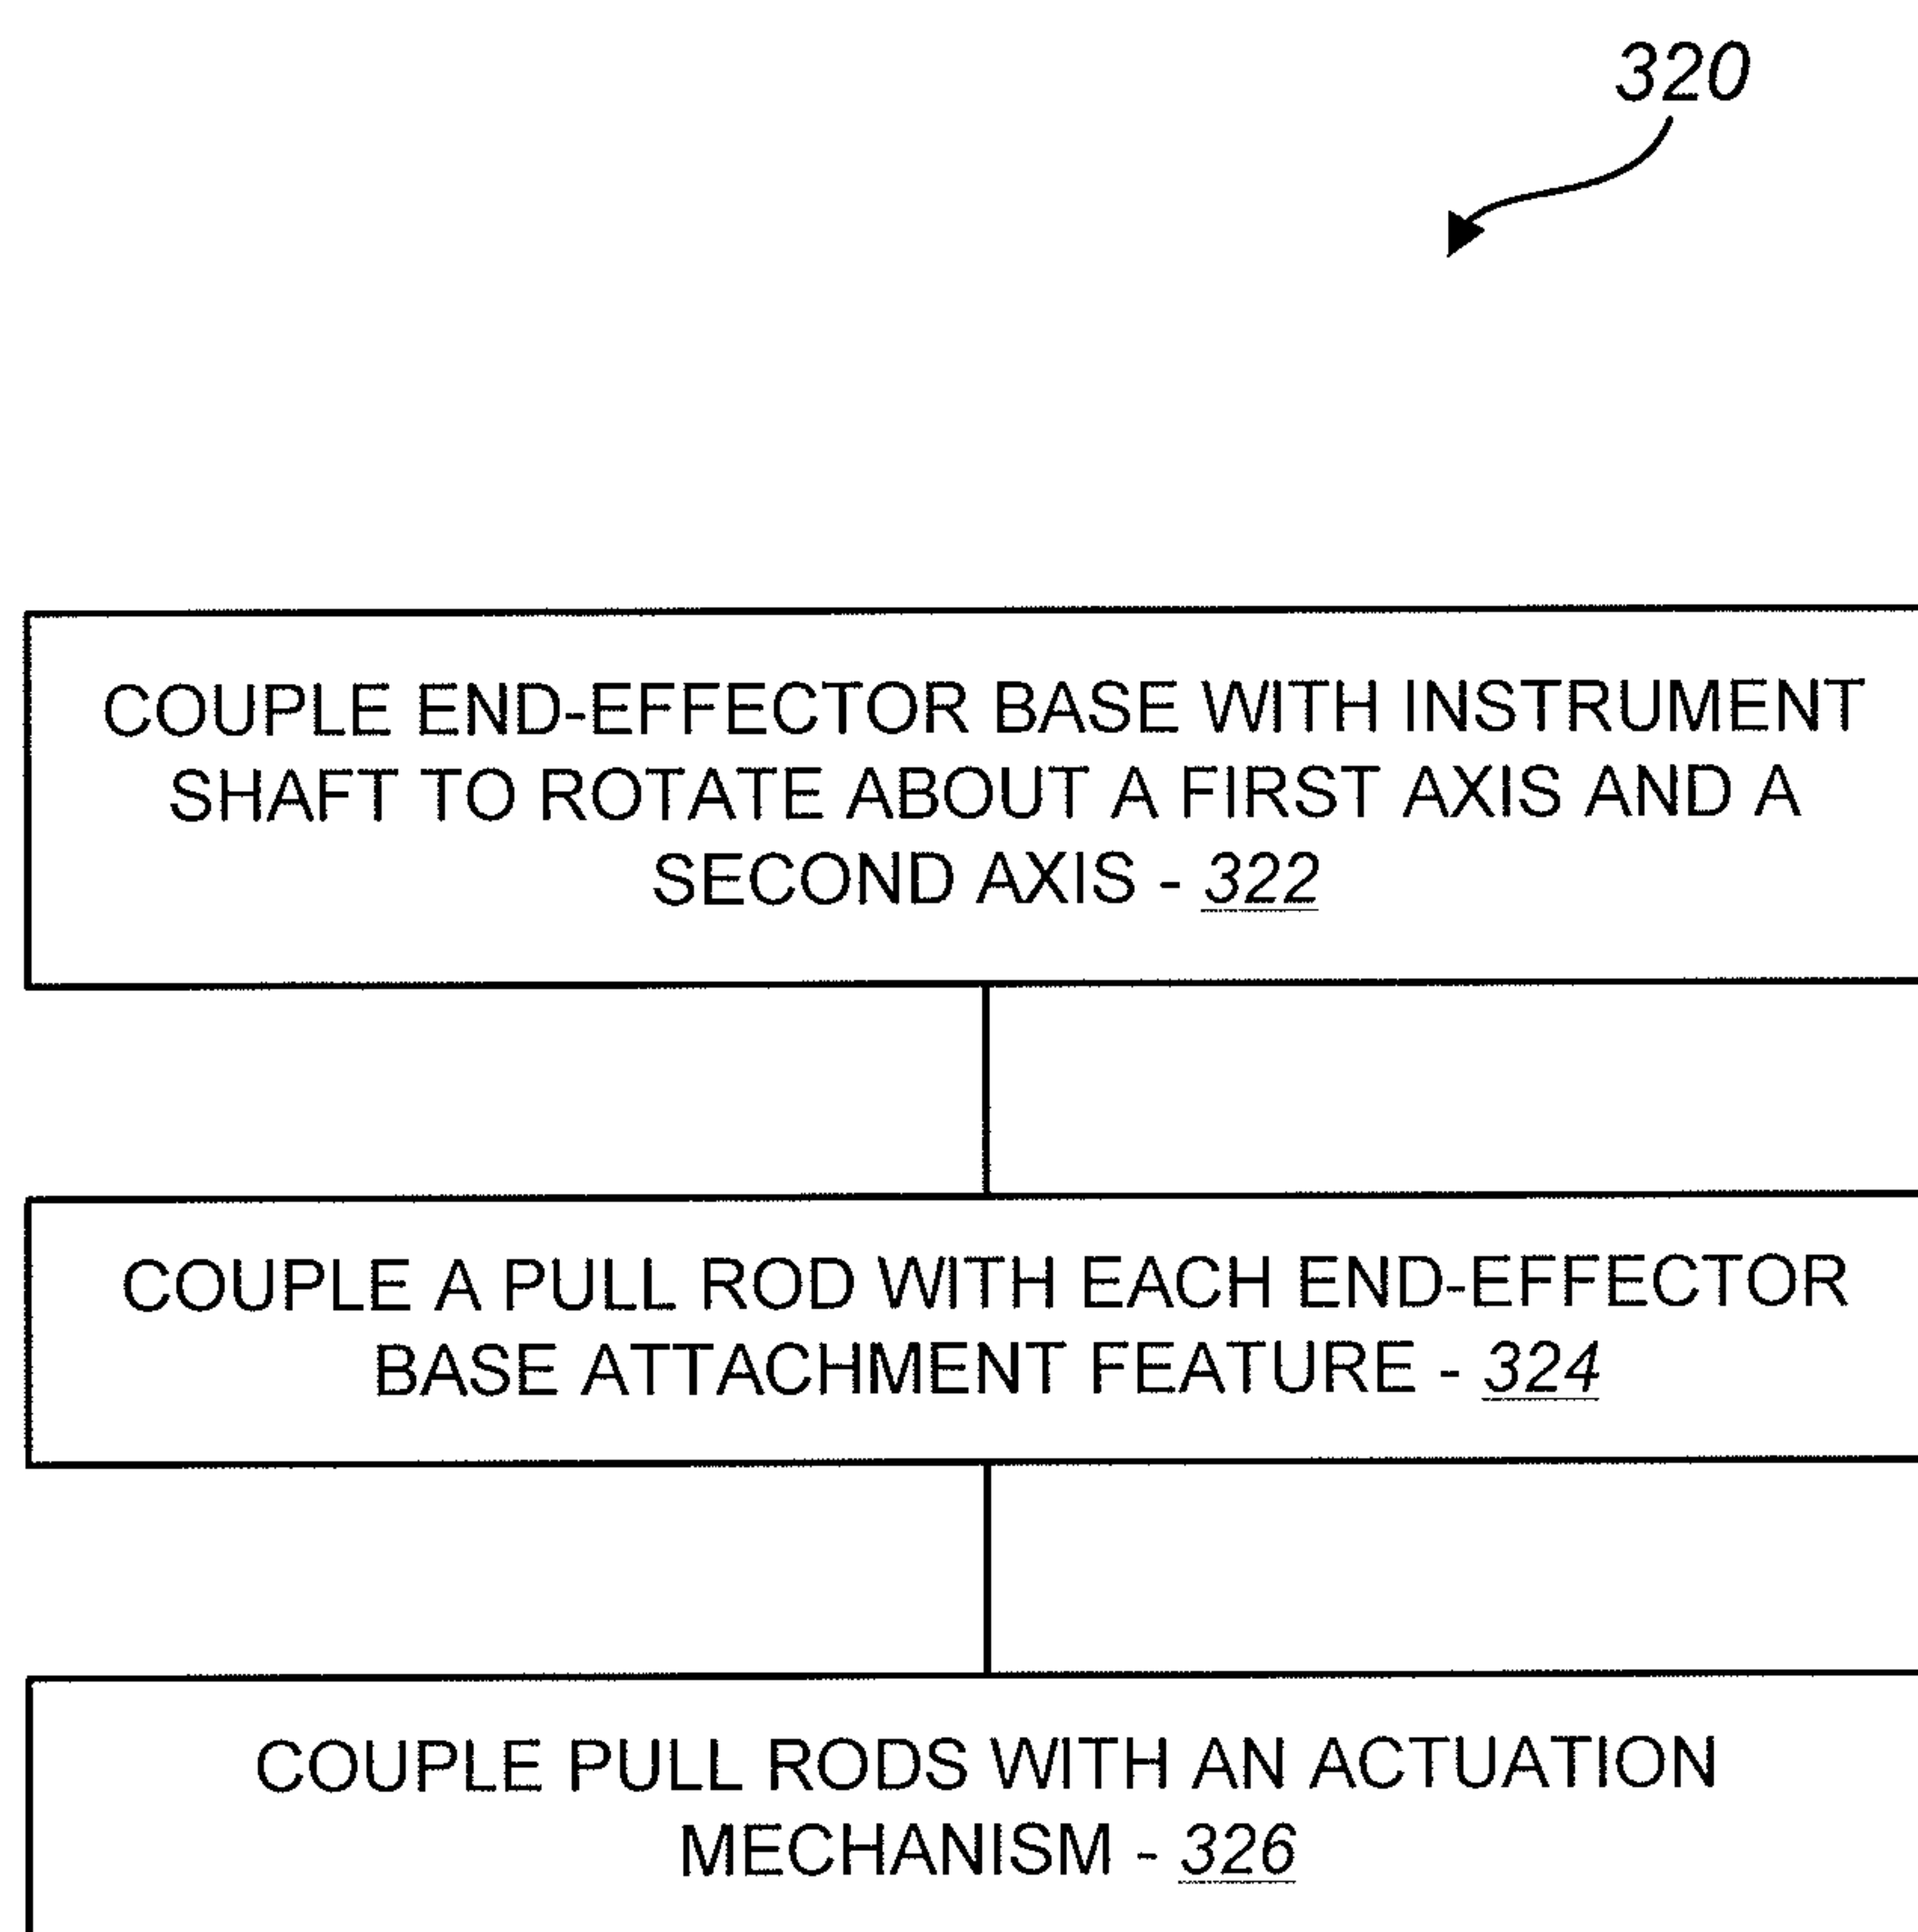 320
COUPLE END-EFFECTOR BASE WITH INSTRUMENT
SHAFT TO ROTATE ABOUT A FIRST AXIS AND A
SECOND AXIS - 322
COUPLE A PULL ROD WITH EACH END-EFFECTOR
BASE ATTACHMENT FEATURE - 324
COUPLE PULL RODS WITH AN ACTUATION
MECHANISM - 326